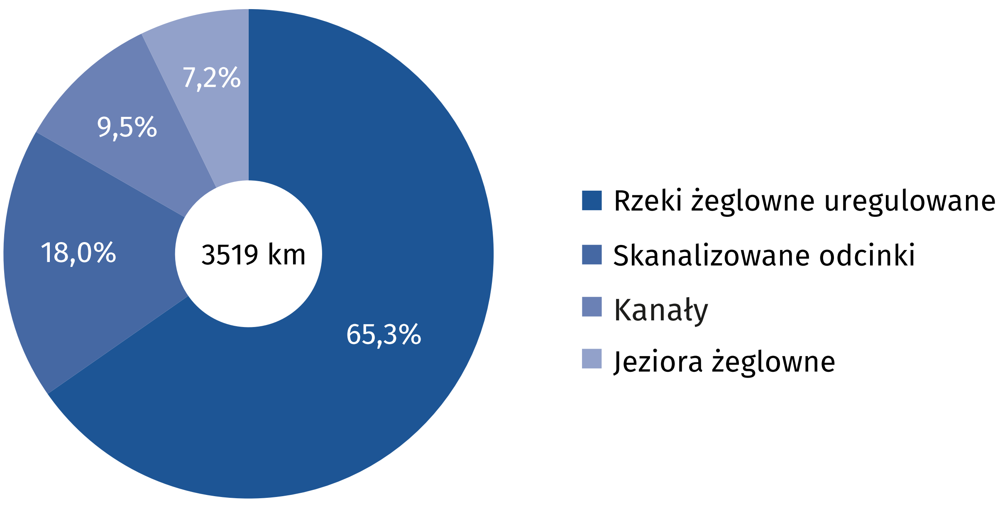 7,2%
9,5%
18,0%
3519 km
65,3%
Rzeki żeglowne uregulowane
Skanalizowane odcinki
Kanały
Jeziora żeglowne